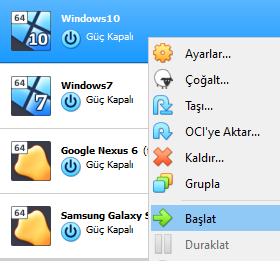 64
10
Windows10
Güç Kapalı
64
7
Windows7
Güç Kapalı
64
Google Nexus 6
Güç Kapalı
64
Samsung Galaxy S
Güç Kapalı
Ayarlar...
Çoğalt...
Taşı...
OCI'ye Aktar...
Kaldır...
Grupla
Başlat
Duraklat